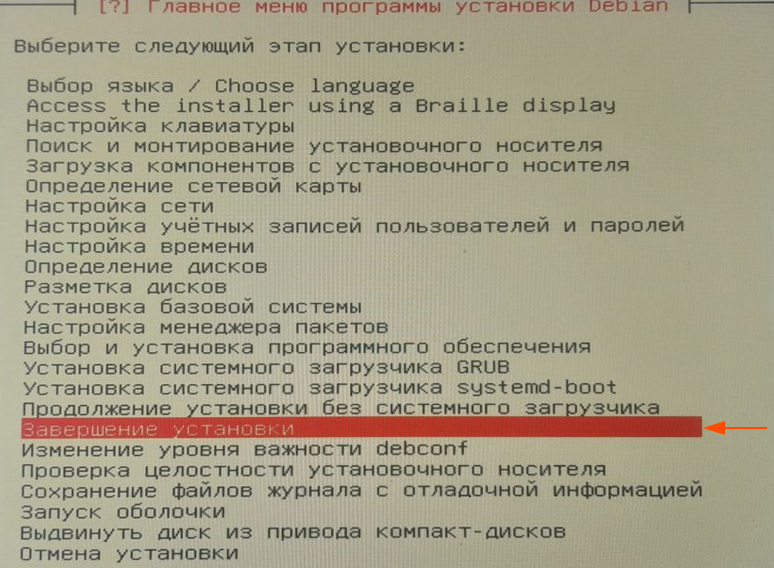 [?] Главное меню программы установки Debian
Выберите следующий этап установки:
Выбор языка / Choose language
Access the installer using a Braille display
Настройка клавиатуры
Поиск и монтирование установочного носителя
Загрузка компонентов с установочного носителя
Определение сетевой карты
Настройка сети
Настройка учётных записей пользователей и паролей
Настройка времени
Определение дисков
Разметка дисков
Установка базовой системы
Настройка менеджера пакетов
Выбор и установка программного обеспечения
Установка системного загрузчика GRUB
Установка системного загрузчика systemd-boot
Продолжение установки без системного загрузчика
Завершение установки
Изменение уровня важности debconf
Проверка целостности установочного носителя
Сохранение файлов журнала с отладочной информацией
Запуск оболочки
Выдвинуть диск из привода компакт-дисков
Отмена установки